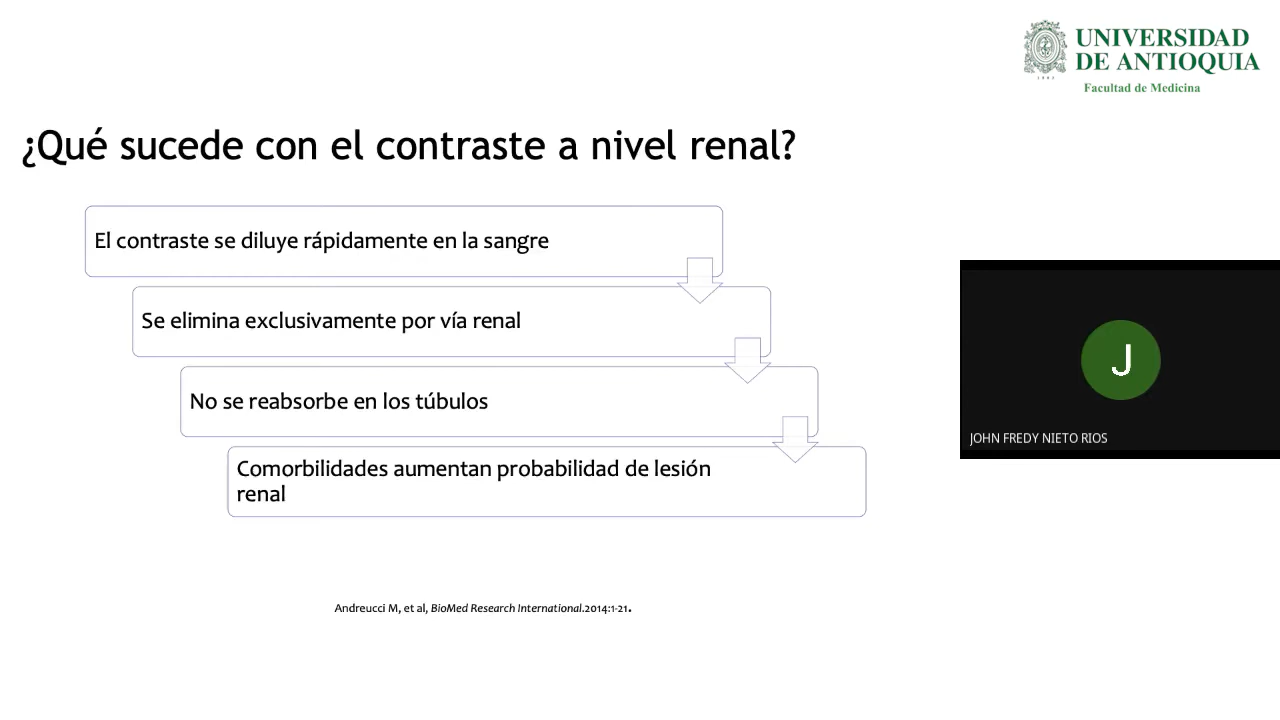 UNIVERSIDAD
DE ANTIOQUIA
Facultad de Medicina
¿Qué sucede con el contraste a nivel renal?
El contraste se diluye rápidamente en la sangre
Se elimina exclusivamente por vía renal
No se reabsorbe en los túbulos
Comorbilidades aumentan probabilidad de lesión
renal
J
JOHN FREDY NIETO RIOS
Andreucci M, et al, BioMed Research International.2014:1-21.